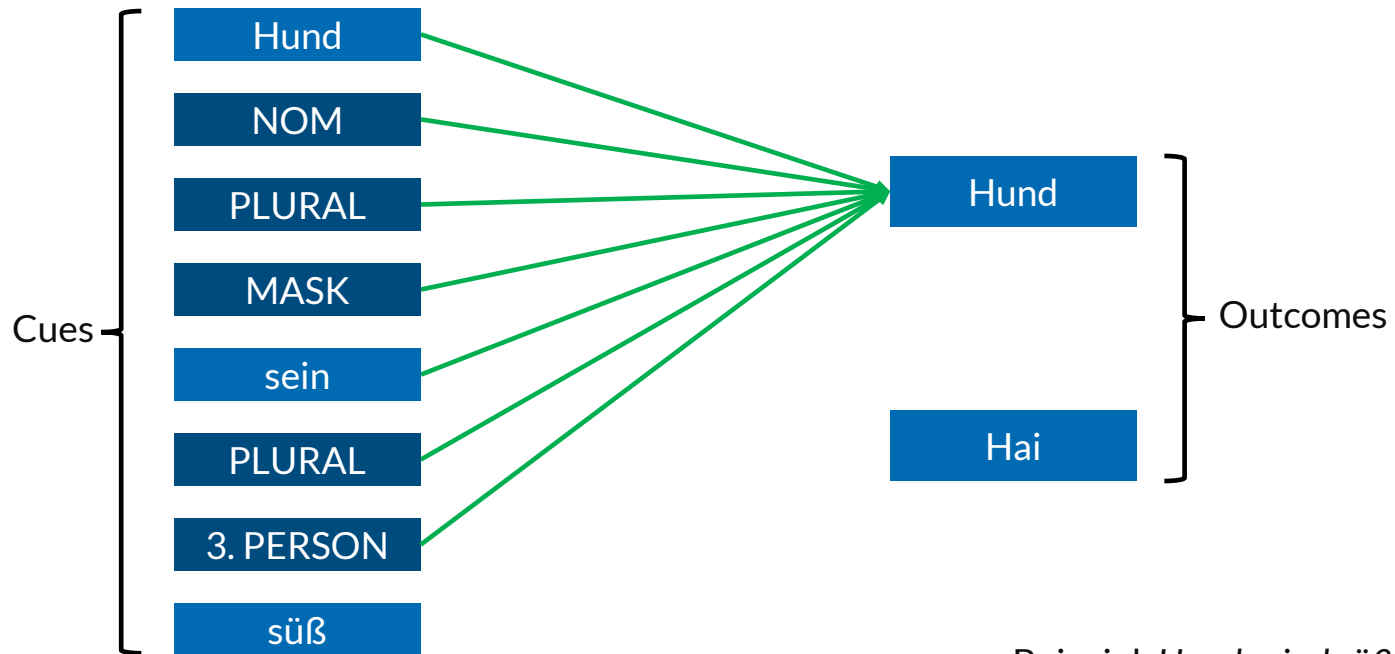 Hund
NOM
PLURAL
MASK
sein
PLURAL
3. PERSON
süß
Cues
Hund
Hai
Outcomes